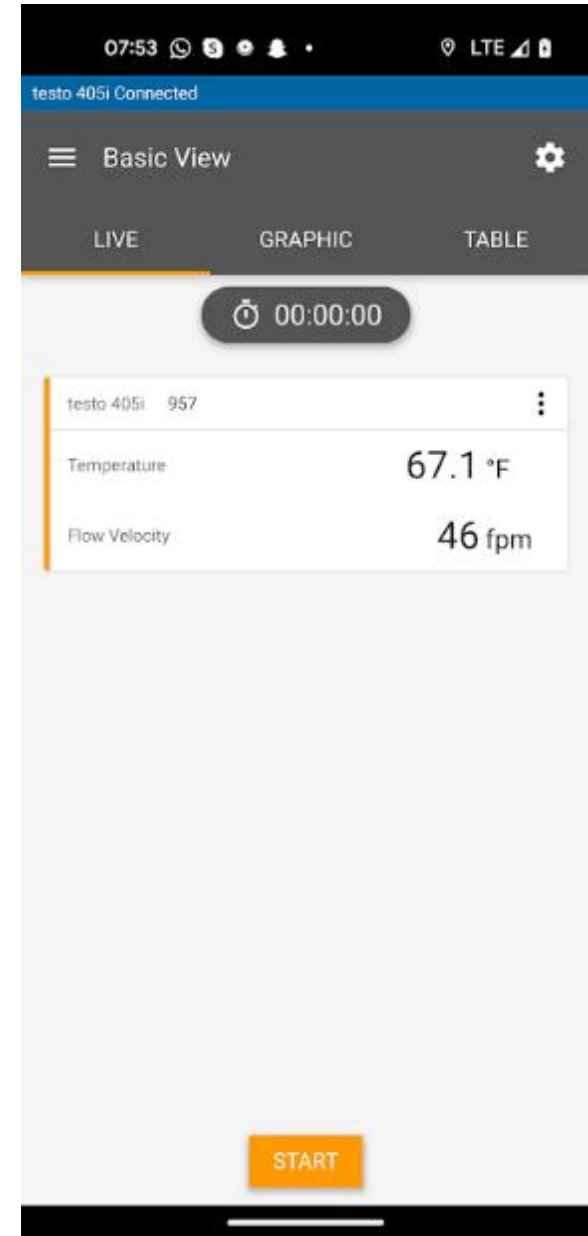 07:53 LTE
testo 405i Connected
Basic View
LIVE GRAPHIC TABLE
00:00:00
testo 405i 957
Temperature 67.1 °F
Flow Velocity 46 fpm
START